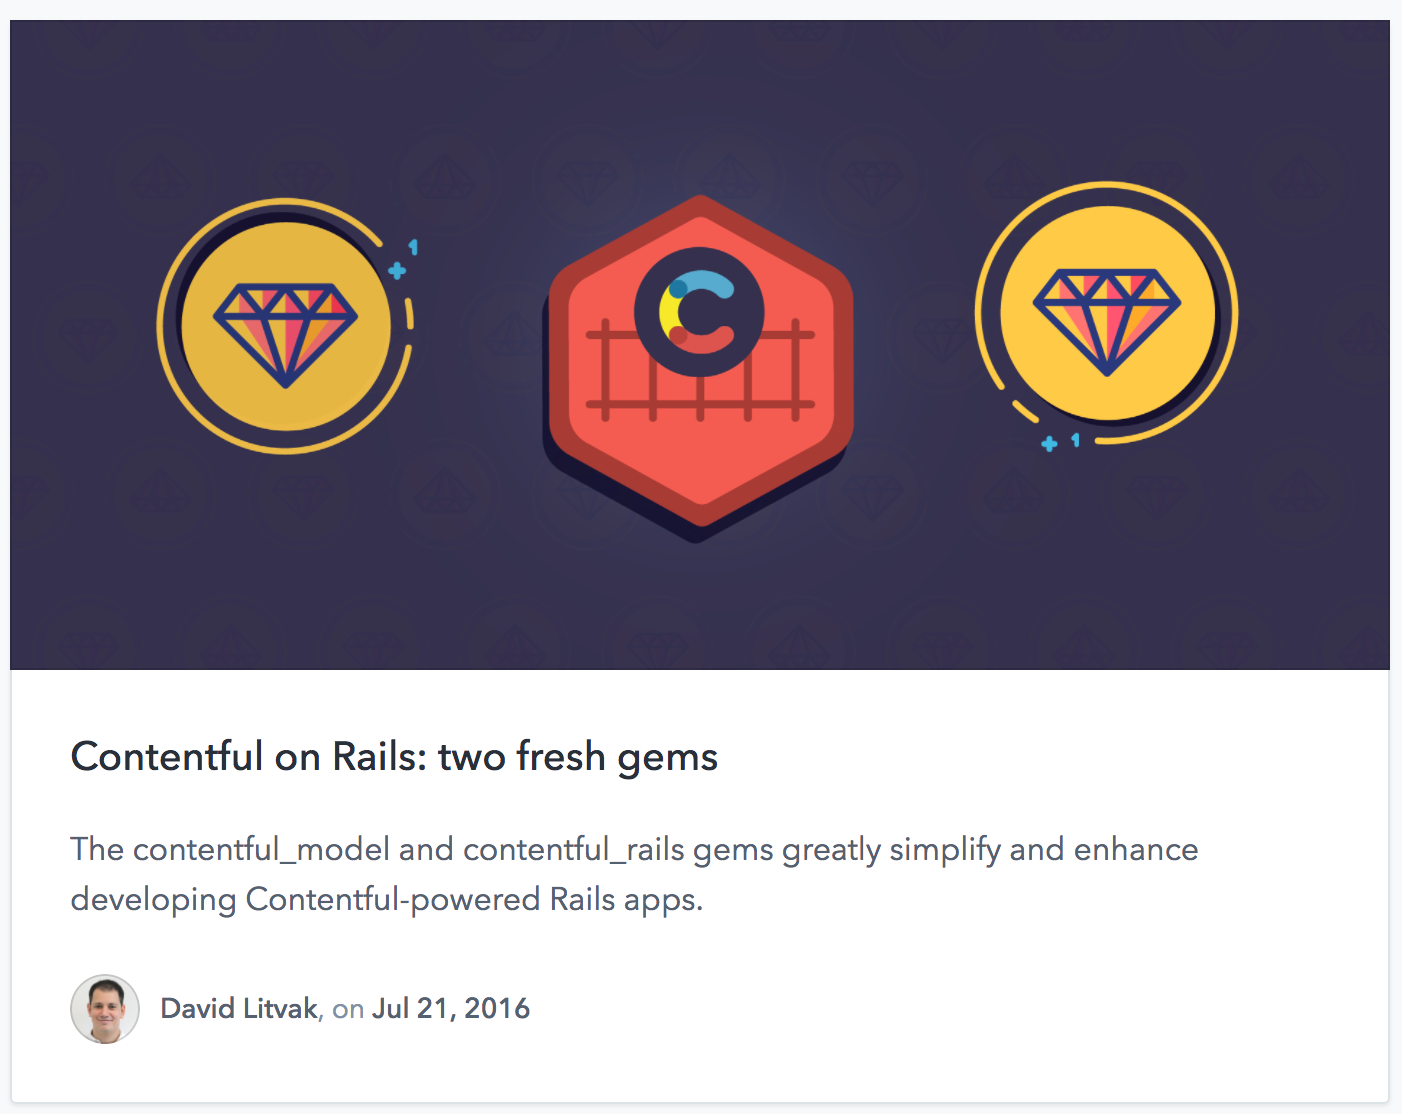 +1
+1
Contentful on Rails: two fresh gems
The contentful_model and contentful_rails gems greatly simplify and enhance
developing Contentful-powered Rails apps.
David Litvak, on Jul 21, 2016